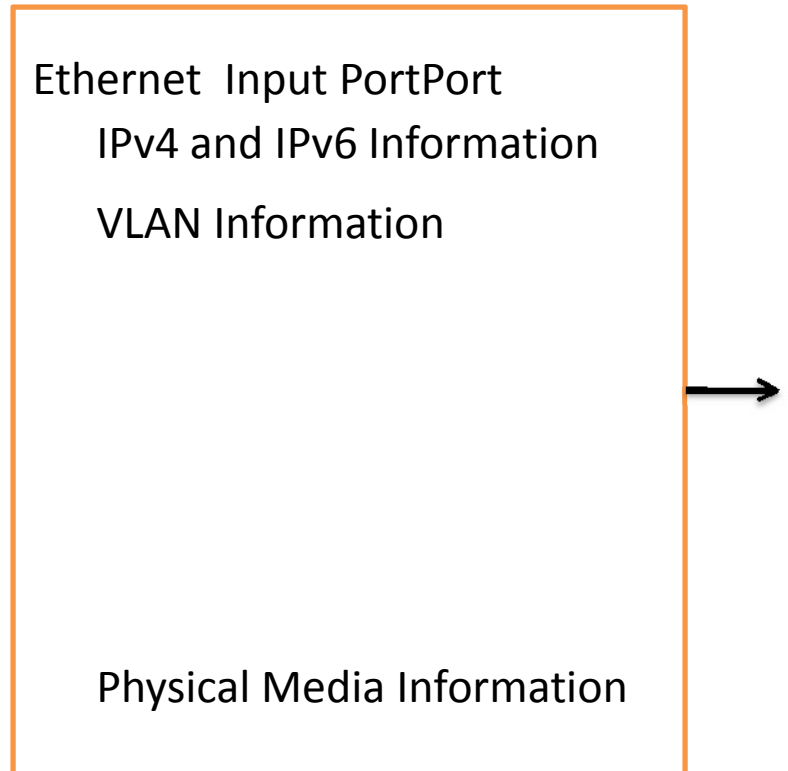 Ethernet  Input PortPort
IPv4 and IPv6 Information
VLAN Information
Physical Media Information